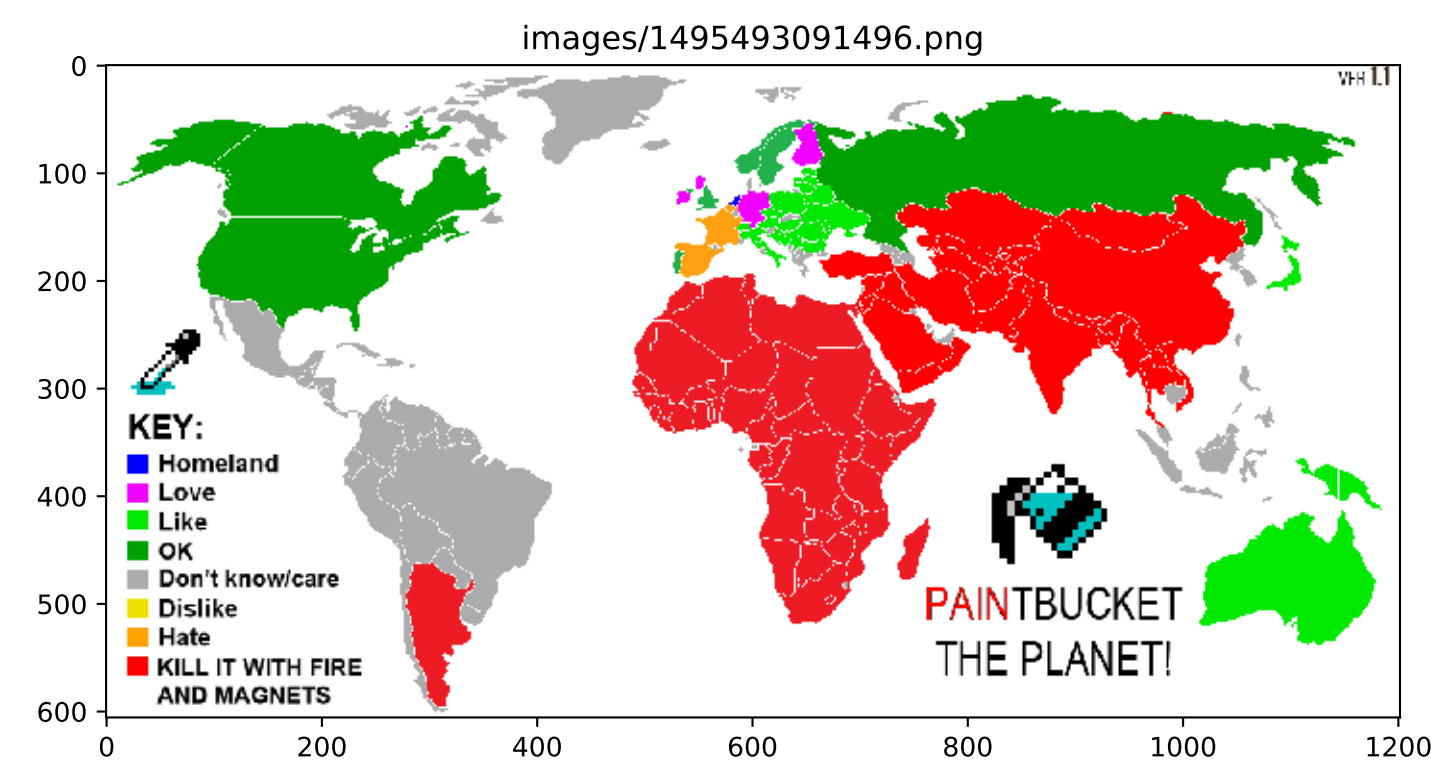 images/1495493091496.png
VER 1.1
0
100
200
300
400
500
600
KEY:
Homeland
Love
Like
OK
Don't know/care
Dislike
Hate
KILL IT WITH FIRE
AND MAGNETS
PAINTBUCKET
THE PLANET!
0 200 400 600 800 1000 1200